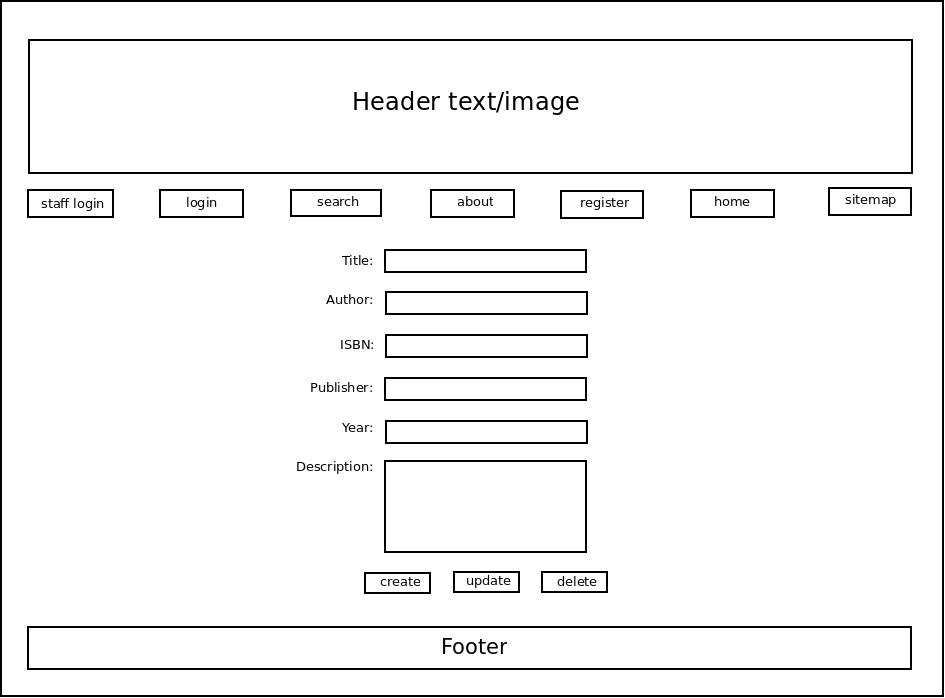 Header text/image
staff login
login
search
about
register
home
sitemap
Title:
Author:
ISBN:
Publisher:
Year:
Description:
create
update
delete
Footer